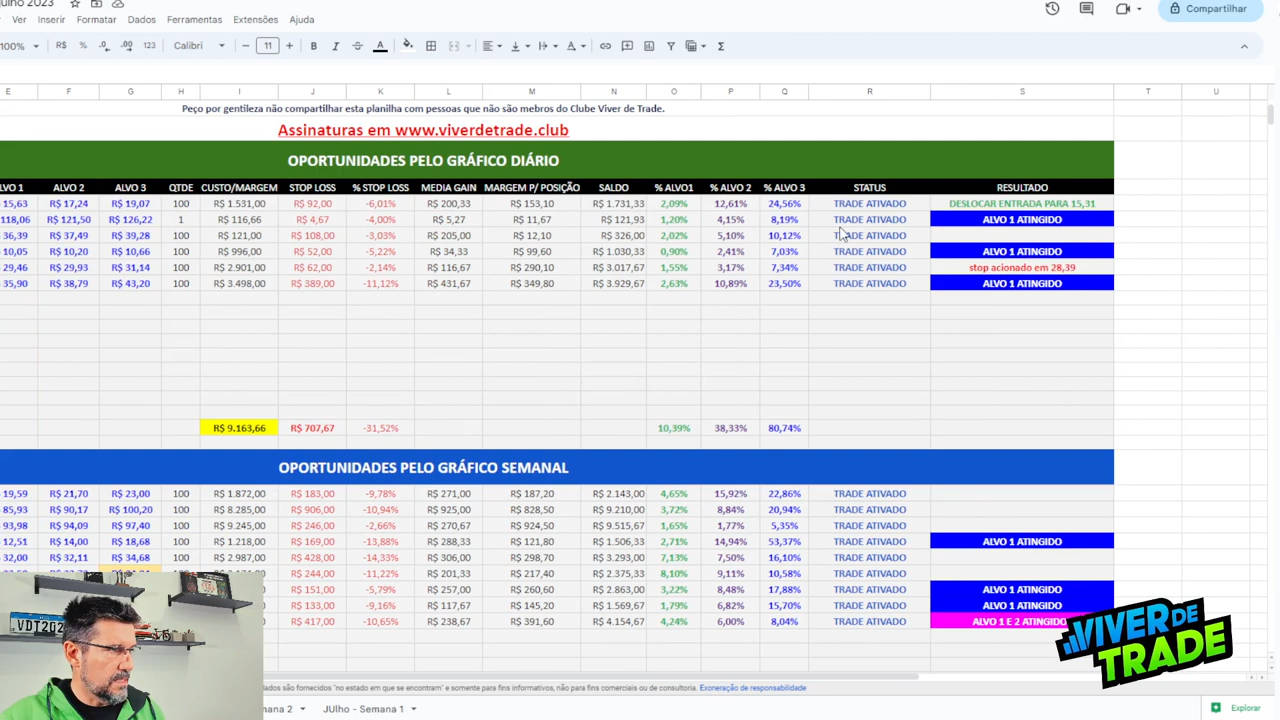 Julho 2023
Ver Inserir Formatar Dados Ferramentas Extensões Ajuda
Compartilhar
100% R$ % .0 .00 123 Calibri 11 B I A
E F G H I J K L M N O P Q R S T U
Peço por gentileza não compartilhar esta planilha com pessoas que não são mebros do Clube Viver de Trade.
Assinaturas em www.viverdetrade.club
OPORTUNIDADES PELO GRÁFICO DIÁRIO
LVO 1 ALVO 2 ALVO 3 QTDE CUSTO/MARGEM STOP LOSS % STOP LOSS MEDIA GAIN MARGEM P/ POSIÇÃO SALDO % ALVO1 % ALVO 2 % ALVO 3 STATUS RESULTADO
15,63 R$ 17,24 R$ 19,07 100 R$ 1.531,00 R$ 92,00 -6,01% R$ 200,33 R$ 153,10 R$ 1.731,33 2,09% 12,61% 24,56% TRADE ATIVADO DESLOCAR ENTRADA PARA 15,31
118,06 R$ 121,50 R$ 126,22 1 R$ 116,66 R$ 4,67 -4,00% R$ 5,27 R$ 11,67 R$ 121,93 1,20% 4,15% 8,19% TRADE ATIVADO ALVO 1 ATINGIDO
36,39 R$ 37,49 R$ 39,28 100 R$ 121,00 R$ 108,00 -3,03% R$ 205,00 R$ 12,10 R$ 326,00 2,02% 5,10% 10,12% TRADE ATIVADO
10,05 R$ 10,20 R$ 10,66 100 R$ 996,00 R$ 52,00 -5,22% R$ 34,33 R$ 99,60 R$ 1.030,33 0,90% 2,41% 7,03% TRADE ATIVADO ALVO 1 ATINGIDO
29,46 R$ 29,93 R$ 31,14 100 R$ 2.901,00 R$ 62,00 -2,14% R$ 116,67 R$ 290,10 R$ 3.017,67 1,55% 3,17% 7,34% TRADE ATIVADO stop acionado em 28,39
35,90 R$ 38,79 R$ 43,20 100 R$ 3.498,00 R$ 389,00 -11,12% R$ 431,67 R$ 349,80 R$ 3.929,67 2,63% 10,89% 23,50% TRADE ATIVADO ALVO 1 ATINGIDO
R$ 9.163,66 R$ 707,67 -31,52% 10,39% 38,33% 80,74%
OPORTUNIDADES PELO GRÁFICO SEMANAL
19,59 R$ 21,70 R$ 23,00 100 R$ 1.872,00 R$ 183,00 -9,78% R$ 271,00 R$ 187,20 R$ 2.143,00 4,65% 15,92% 22,86% TRADE ATIVADO
85,93 R$ 90,17 R$ 100,20 100 R$ 8.285,00 R$ 906,00 -10,94% R$ 925,00 R$ 828,50 R$ 9.210,00 3,72% 8,84% 20,94% TRADE ATIVADO
93,98 R$ 94,09 R$ 97,40 100 R$ 9.245,00 R$ 246,00 -2,66% R$ 270,67 R$ 924,50 R$ 9.515,67 1,65% 1,77% 5,35% TRADE ATIVADO
12,51 R$ 14,00 R$ 18,68 100 R$ 1.218,00 R$ 169,00 -13,88% R$ 288,33 R$ 121,80 R$ 1.506,33 2,71% 14,94% 53,37% TRADE ATIVADO ALVO 1 ATINGIDO
32,00 R$ 32,11 R$ 34,68 100 R$ 2.987,00 R$ 428,00 -14,33% R$ 306,00 R$ 298,70 R$ 3.293,00 7,13% 7,50% 16,10% TRADE ATIVADO
R$ 244,00 -11,22% R$ 201,33 R$ 217,40 R$ 2.375,33 8,10% 9,11% 10,58% TRADE ATIVADO
R$ 151,00 -5,79% R$ 257,00 R$ 260,60 R$ 2.863,00 3,22% 8,48% 17,88% TRADE ATIVADO ALVO 1 ATINGIDO
R$ 133,00 -9,16% R$ 117,67 R$ 145,20 R$ 1.569,67 1,79% 6,82% 15,70% TRADE ATIVADO ALVO 1 ATINGIDO
R$ 417,00 -10,65% R$ 238,67 R$ 391,60 R$ 4.154,67 4,24% 6,00% 8,04% TRADE ATIVADO ALVO 1 E 2 ATINGIDO
VIVER DE
TRADE
dados são fornecidos "no estado em que se encontram" e somente para fins informativos, não para fins comerciais ou de consultoria. Exoneração de responsabilidade
ana 2 JUlho - Semana 1 Explorar